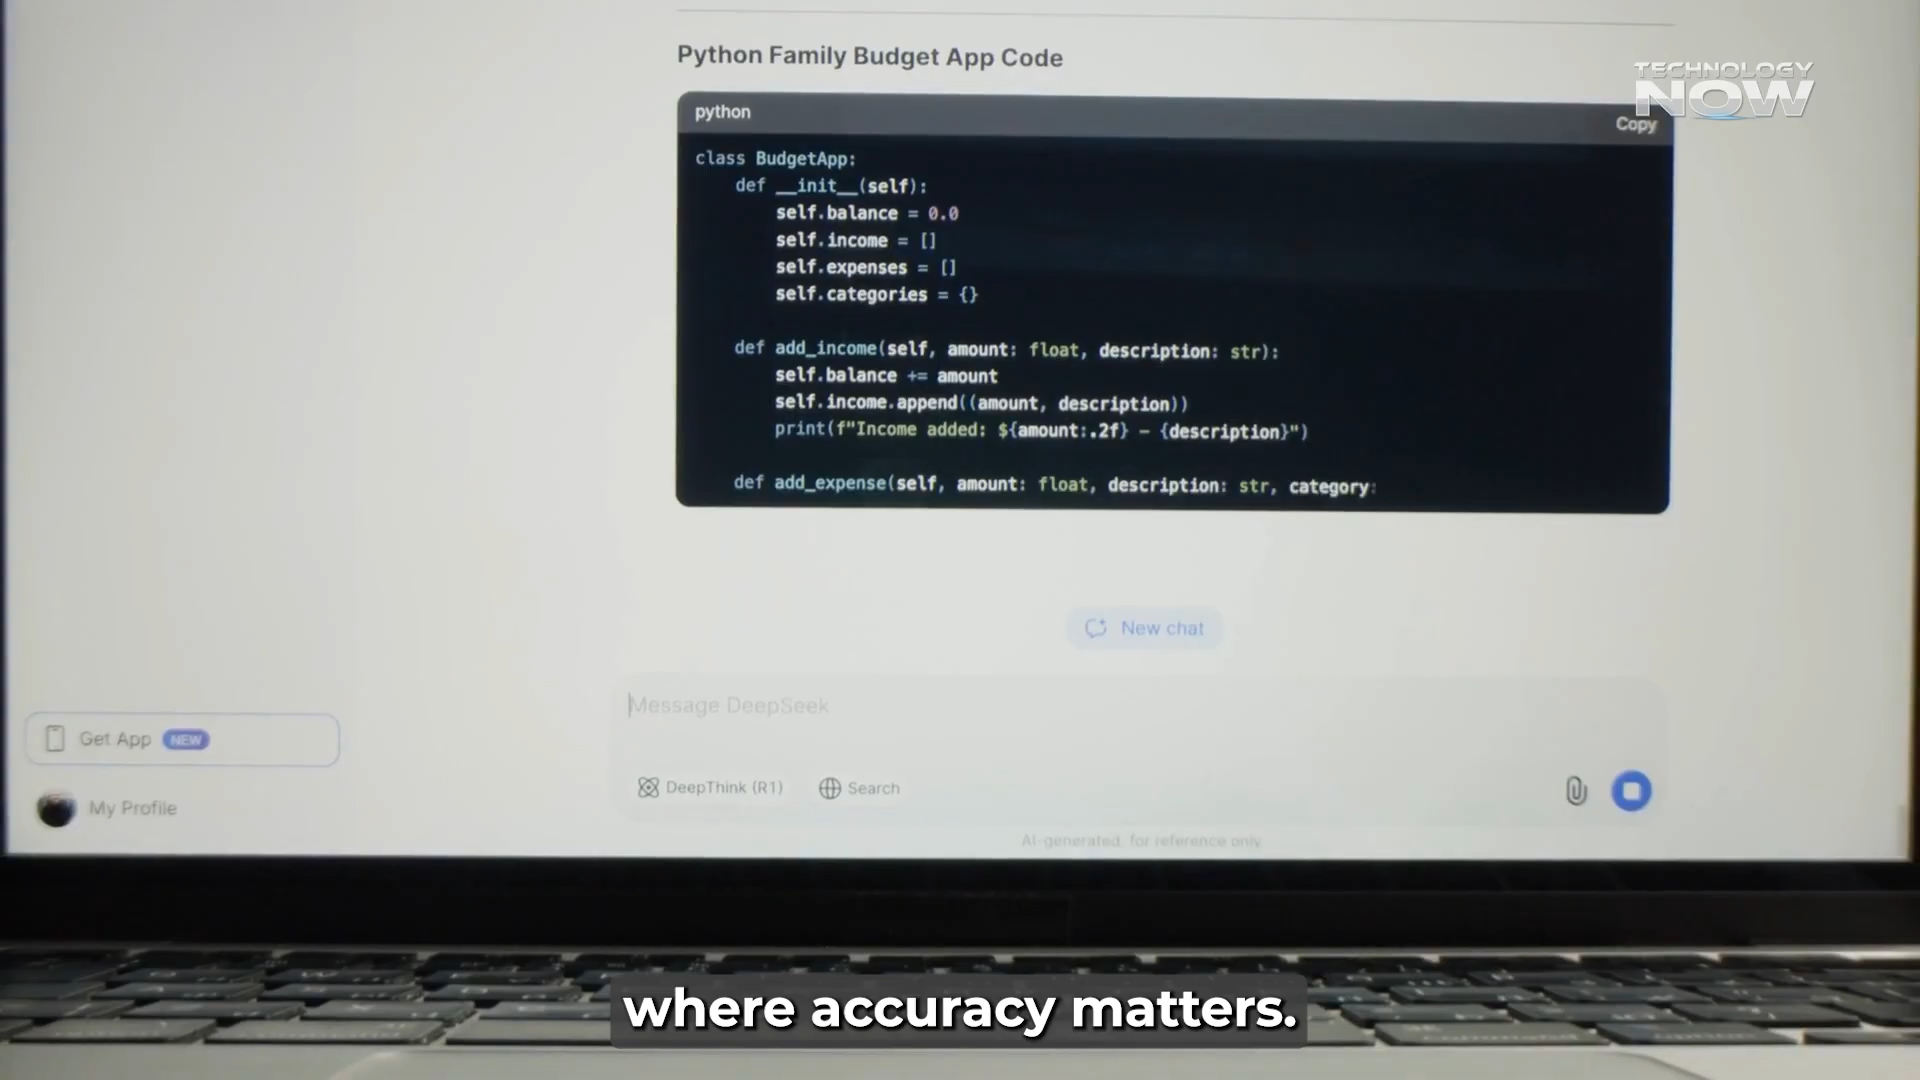 Python Family Budget App Code
TECHNOLOGY
NOW
python
Copy
class BudgetApp:
def __init__(self):
self.balance = 0.0
self.income = []
self.expenses = []
self.categories = {}
def add_income(self, amount: float, description: str):
self.balance += amount
self.income.append((amount, description))
print(f"Income added: ${amount:.2f} - {description}")
def add_expense(self, amount: float, description: str, category:
New chat
Message DeepSeek
Get App NEW
DeepThink (R1)
Search
My Profile
AI-generated, for reference only
where accuracy matters.